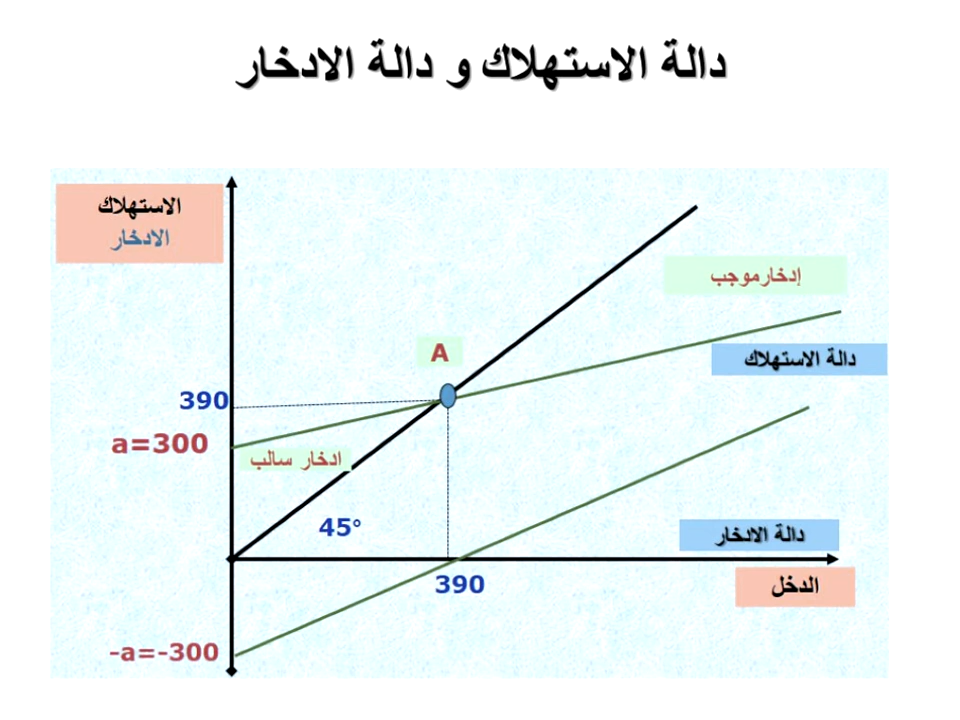 دالة الاستهلاك و دالة الادخار
الاستهلاك
الادخار
إدخارموجب
A
دالة الاستهلاك
390
a=300
ادخار سالب
45°
دالة الادخار
390
الدخل
-a=-300